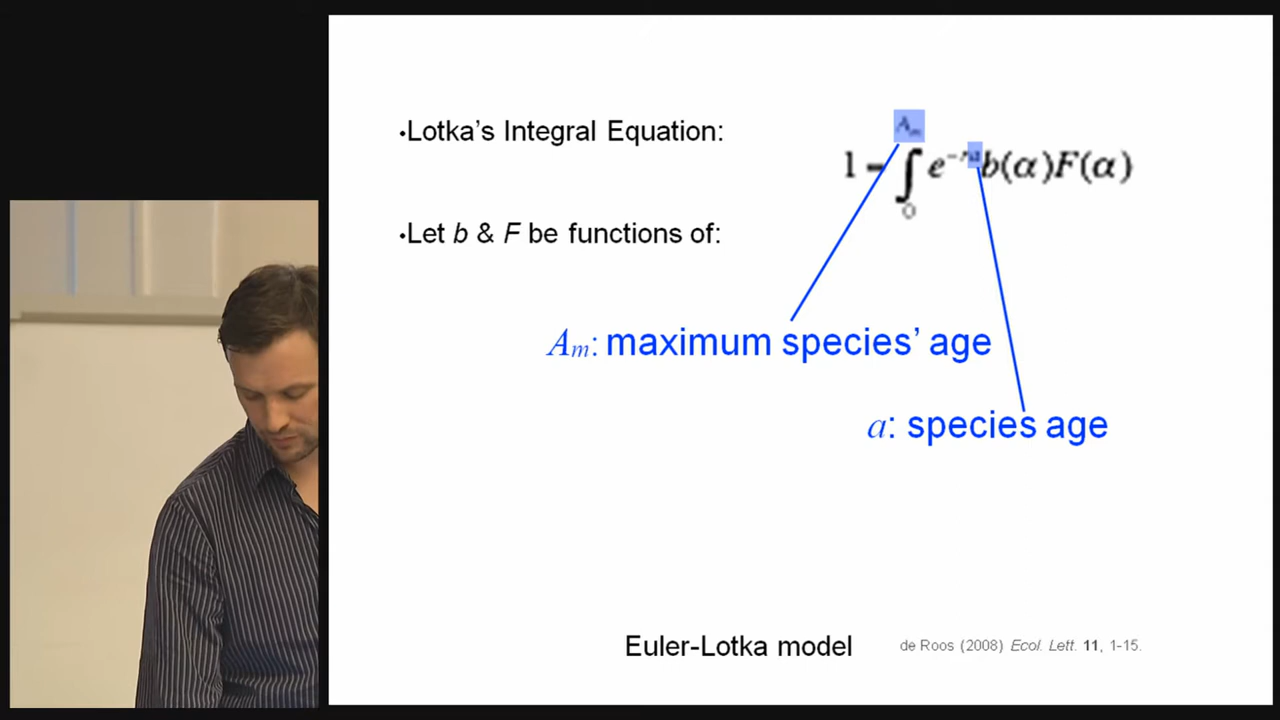 •Lotka's Integral Equation:
A_m
1 = ∫ e^{-ra} b(α)F(α)
0
•Let b & F be functions of:
Am: maximum species' age
a: species age
Euler-Lotka model
de Roos (2008) Ecol. Lett. 11, 1-15.